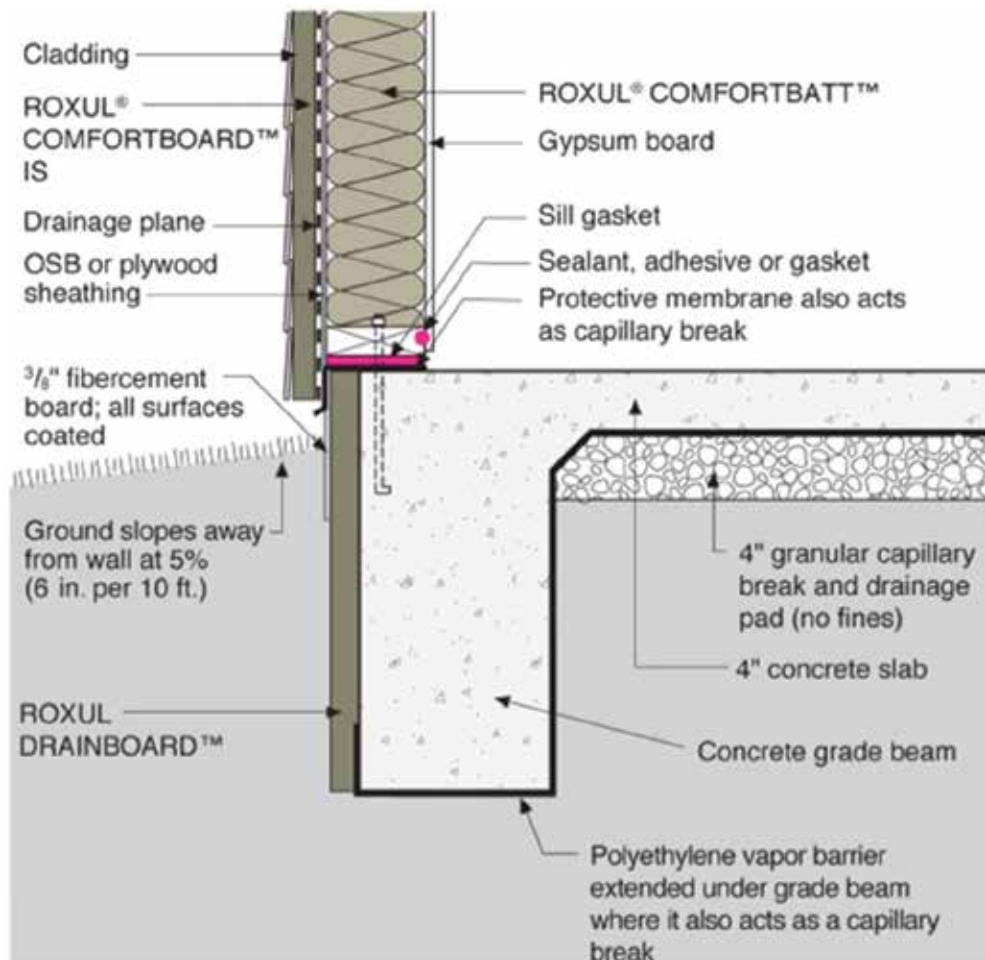 Cladding
ROXUL®
COMFORTBOARD™
IS
Drainage plane
OSB or plywood
sheathing
3/8" fibercement
board; all surfaces
coated
Ground slopes away
from wall at 5%
(6 in. per 10 ft.)
ROXUL
DRAINBOARD™
ROXUL® COMFORTBATT™
Gypsum board
Sill gasket
Sealant, adhesive or gasket
Protective membrane also acts
as capillary break
4" granular capillary
break and drainage
pad (no fines)
4" concrete slab
Concrete grade beam
Polyethylene vapor barrier
extended under grade beam
where it also acts as a capillary
break